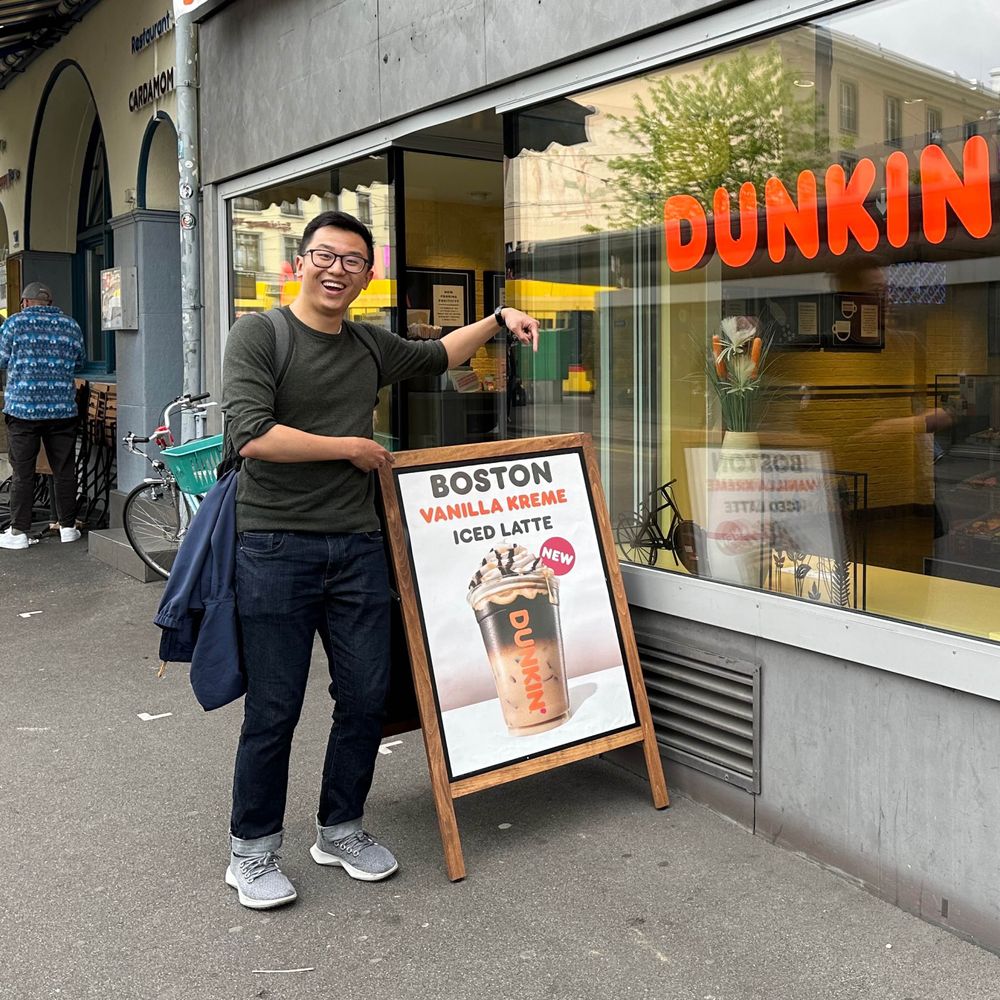 Restaurant
CARDAMOM
DUNKIN
BOSTON
VANILLA KREME
ICED LATTE
NEW
DUNKIN'